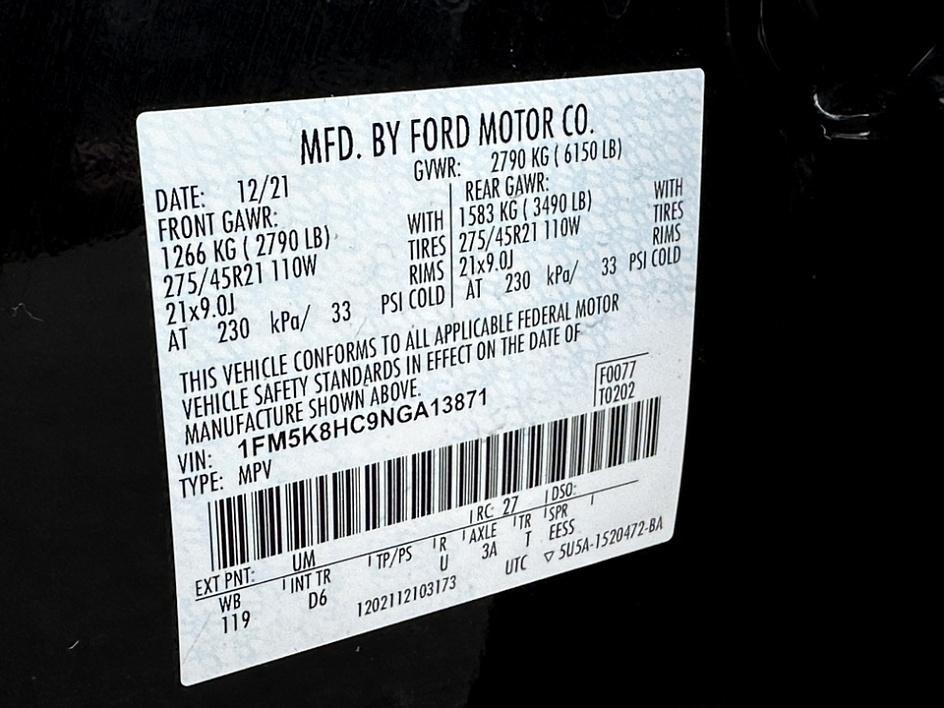 MFD. BY FORD MOTOR CO.
DATE: 12/21
GVWR: 2790 KG ( 6150 LB)
FRONT GAWR:
1266 KG ( 2790 LB) WITH
275/45R21 110W TIRES
21x9.0J RIMS
AT 230 kPa/ 33 PSI COLD
REAR GAWR: WITH
1583 KG ( 3490 LB) TIRES
275/45R21 110W RIMS
21x9.0J
AT 230 kPa/ 33 PSI COLD
THIS VEHICLE CONFORMS TO ALL APPLICABLE FEDERAL MOTOR
VEHICLE SAFETY STANDARDS IN EFFECT ON THE DATE OF
MANUFACTURE SHOWN ABOVE.
F0077
T0202
VIN: 1FM5K8HC9NGA13871
TYPE: MPV
EXT PNT: UM RC: 27 DSO:
WB INT TR TP/PS R AXLE TR SPR
119 D6 U 3A T EESS
1202112103173 UTC ▽ 5U5A-1520472-BA